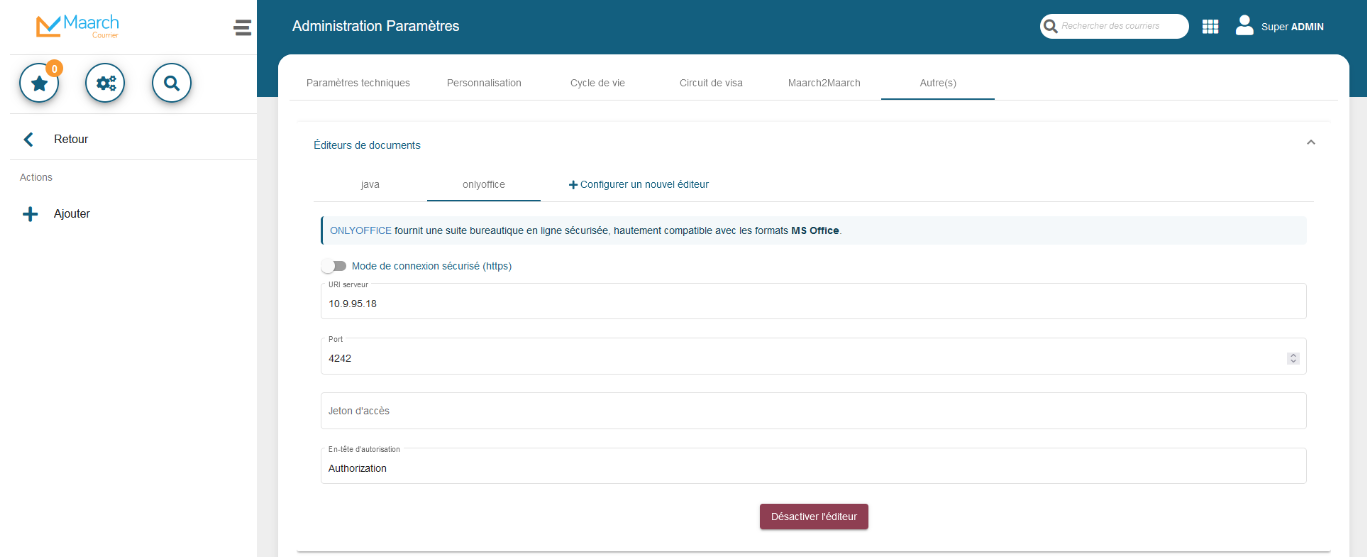 Maarch
Courrier
Administration Paramètres
Rechercher des courriers
Super ADMIN
0
Retour
Actions
Ajouter
Paramètres techniques
Personnalisation
Cycle de vie
Circuit de visa
Maarch2Maarch
Autre(s)
Éditeurs de documents
java
onlyoffice
Configurer un nouvel éditeur
ONLYOFFICE fournit une suite bureautique en ligne sécurisée, hautement compatible avec les formats MS Office.
Mode de connexion sécurisé (https)
URI serveur
10.9.95.18
Port
4242
Jeton d'accès
En-tête d'autorisation
Authorization
Désactiver l'éditeur